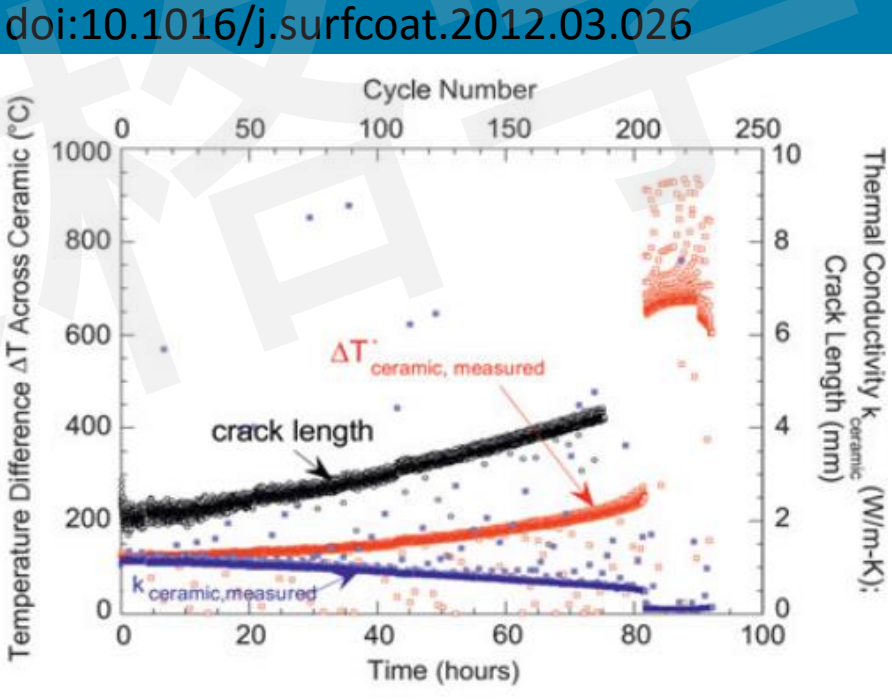 doi:10.1016/j.surfcoat.2012.03.026
Cycle Number
0 50 100 150 200 250
Temperature Difference ΔT Across Ceramic (°C)
1000
800
600
400
200
0
10
8
6
4
2
0
Thermal Conductivity k ceramic (W/m-K);
Crack Length (mm)
ΔT ceramic, measured
crack length
k ceramic,measured
0 20 40 60 80 100
Time (hours)